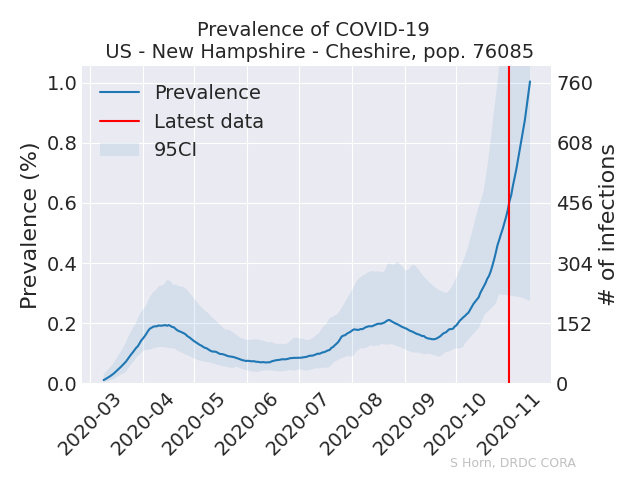 Prevalence of COVID-19
US - New Hampshire - Cheshire, pop. 76085
Prevalence
Latest data
95CI
Prevalence (%)
1.0
0.8
0.6
0.4
0.2
0.0
760
608
456
304
152
0
# of infections
2020-03
2020-04
2020-05
2020-06
2020-07
2020-08
2020-09
2020-10
2020-11
S Horn, DRDC CORA